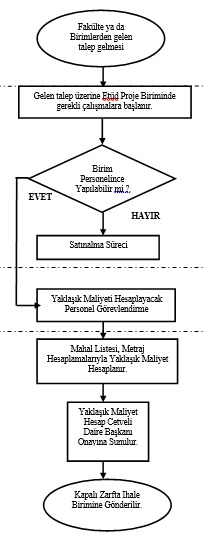 Fakülte ya da
Birimlerden gelen
talep gelmesi
Gelen talep üzerine Etüd Proje Biriminde
gerekli çalışmalara başlanır.
Birim
Personelince
Yapılabilir mi ?
EVET
HAYIR
Satınalma Süreci
Yaklaşık Maliyeti Hesaplayacak
Personel Görevlendirme
Mahal Listesi, Metraj
Hesaplamalarıyla Yaklaşık Maliyet
Hesaplanır.
Yaklaşık Maliyet
Hesap Cetveli
Daire Başkanı
Onayına Sunulur.
Kapalı Zarfta İhale
Birimine Gönderilir.